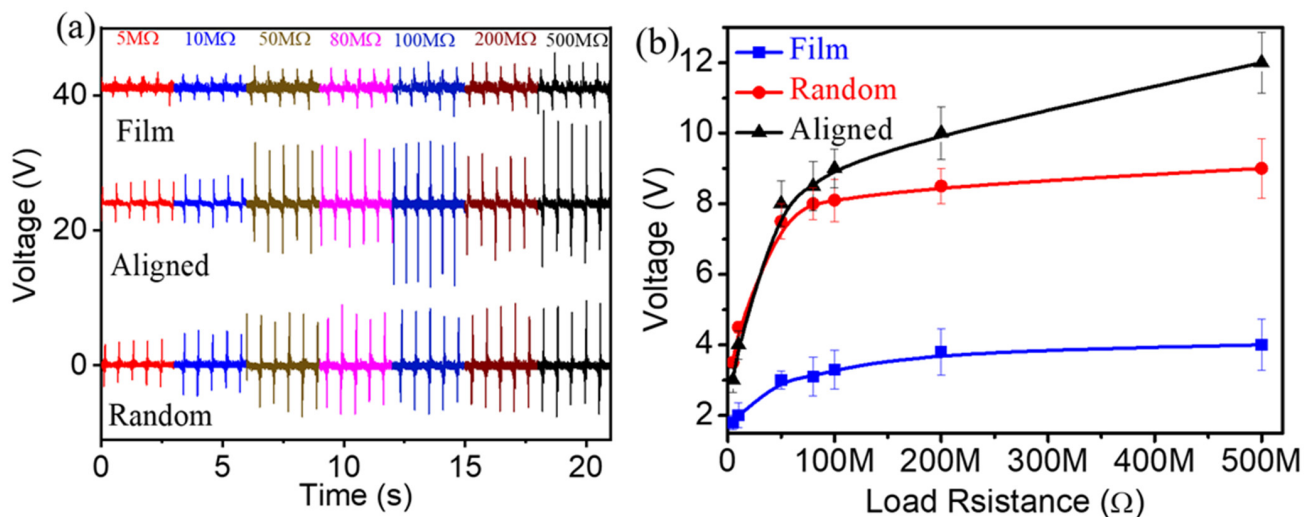 (a)
5MΩ 10MΩ 50MΩ 80MΩ 100MΩ 200MΩ 500MΩ
Voltage (V)
40
20
0
Film
Aligned
Random
0 5 10 15 20
Time (s)
(b)
Film
Random
Aligned
Voltage (V)
12
10
8
6
4
2
0 100M 200M 300M 400M 500M
Load Rsistance (Ω)